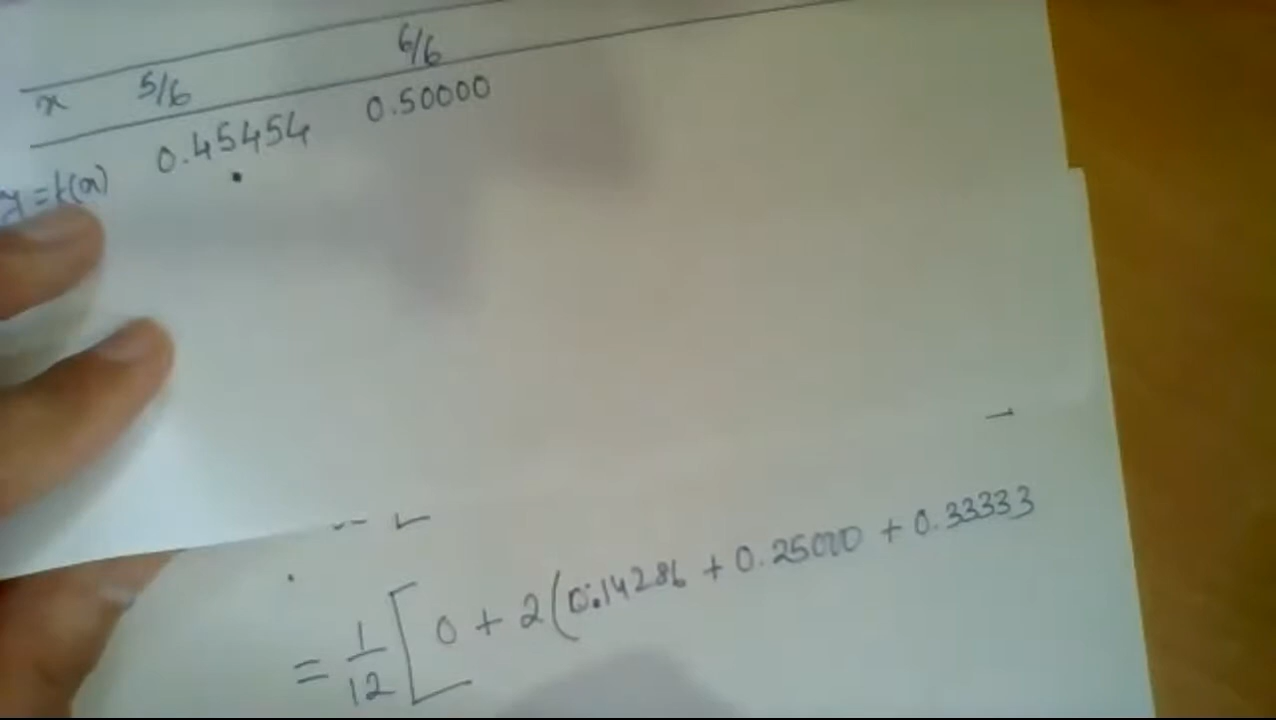 x 5/6 6/6
y = f(x) 0.45454 0.50000
= 1/12 [ 0 + 2(0.14286 + 0.25000 + 0.33333